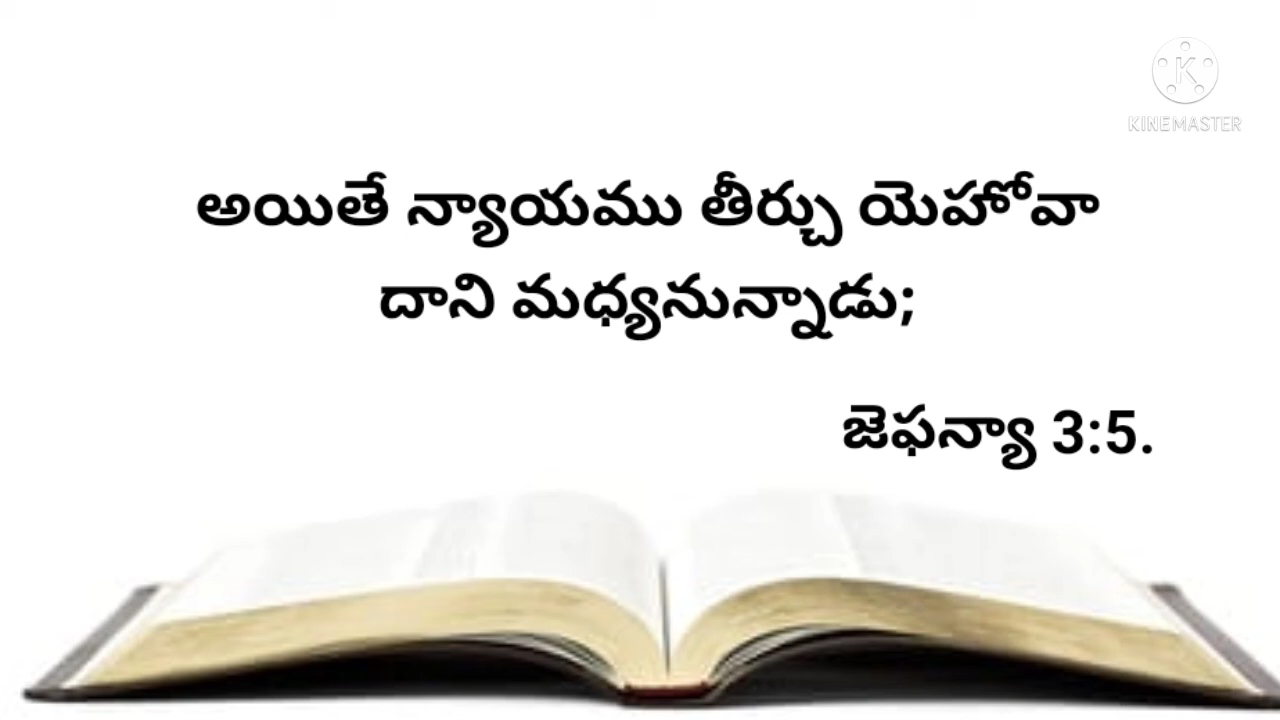 K
KINEMASTER
అయితే న్యాయము తీర్చు యెహోవా
దాని మధ్యనున్నాడు;
జెఫన్యా 3:5.